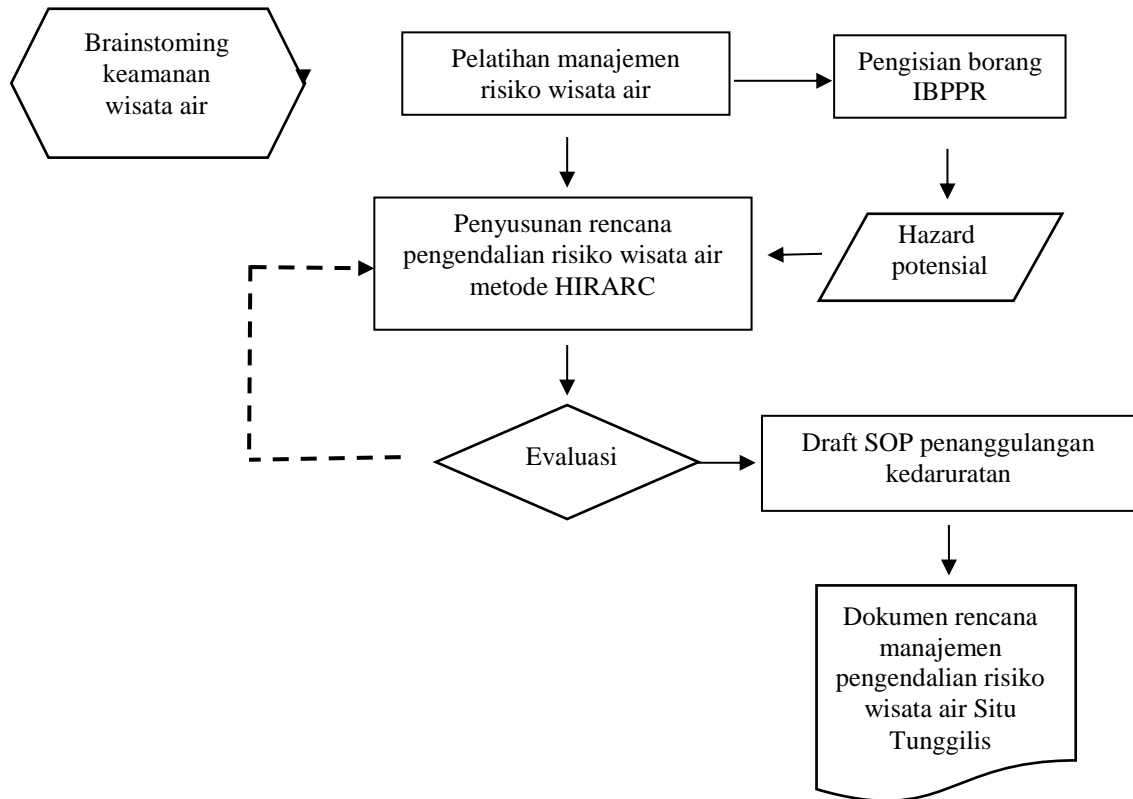 Brainstoming
keamanan
wisata air
Pelatihan manajemen
risiko wisata air
Pengisian borang
IBPPR
Penyusunan rencana
pengendalian risiko wisata air
metode HIRARC
Hazard
potensial
Evaluasi
Draft SOP penanggulangan
kedaruratan
Dokumen rencana
manajemen
pengendalian risiko
wisata air Situ
Tunggilis